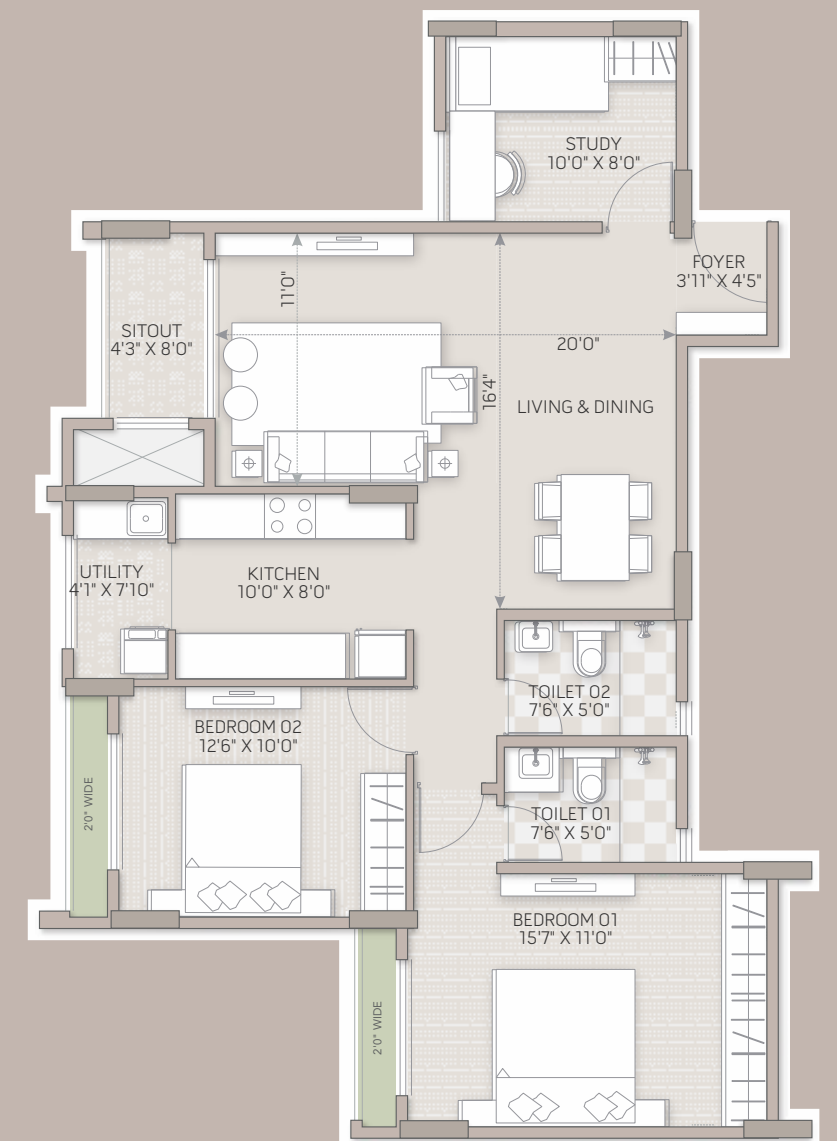 STUDY
10'0" X 8'0"
FOYER
3'11" X 4'5"
11'0"
SITOUT
4'3" X 8'0"
20'0"
16'4"
LIVING & DINING
UTILITY
4'1" X 7'10"
KITCHEN
10'0" X 8'0"
TOILET 02
7'6" X 5'0"
BEDROOM 02
12'6" X 10'0"
2'0" WIDE
TOILET 01
7'6" X 5'0"
BEDROOM 01
15'7" X 11'0"
2'0" WIDE